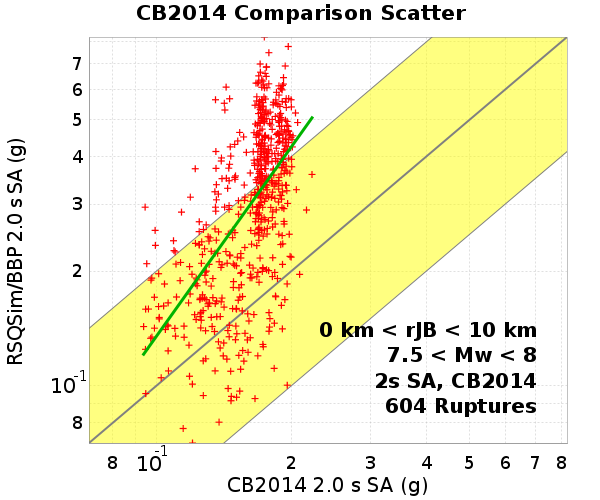 CB2014 Comparison Scatter
RSQSim/BBP 2.0 s SA (g)
7
6
5
4
3
2
10-1
8
0 km < rJB < 10 km
7.5 < Mw < 8
2s SA, CB2014
604 Ruptures
8 10-1 2 3 4 5 6 7 8
CB2014 2.0 s SA (g)